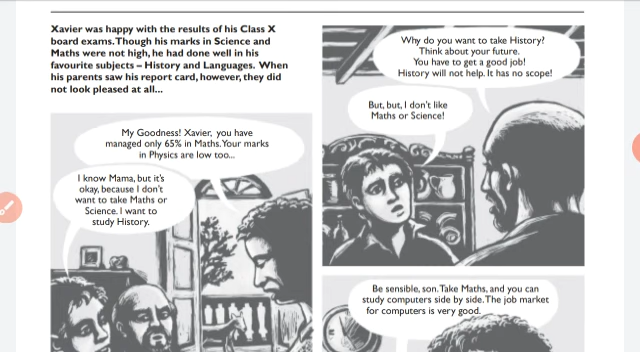 Xavier was happy with the results of his Class X
board exams. Though his marks in Science and
Maths were not high, he had done well in his
favourite subjects – History and Languages. When
his parents saw his report card, however, they did
not look pleased at all...
My Goodness! Xavier, you have
managed only 65% in Maths. Your marks
in Physics are low too...
I know Mama, but it's
okay, because I don't
want to take Maths or
Science. I want to
study History.
Why do you want to take History?
Think about your future.
You have to get a good job!
History will not help. It has no scope!
But, but, I don't like
Maths or Science!
Be sensible, son. Take Maths, and you can
study computers side by side. The job market
for computers is very good.